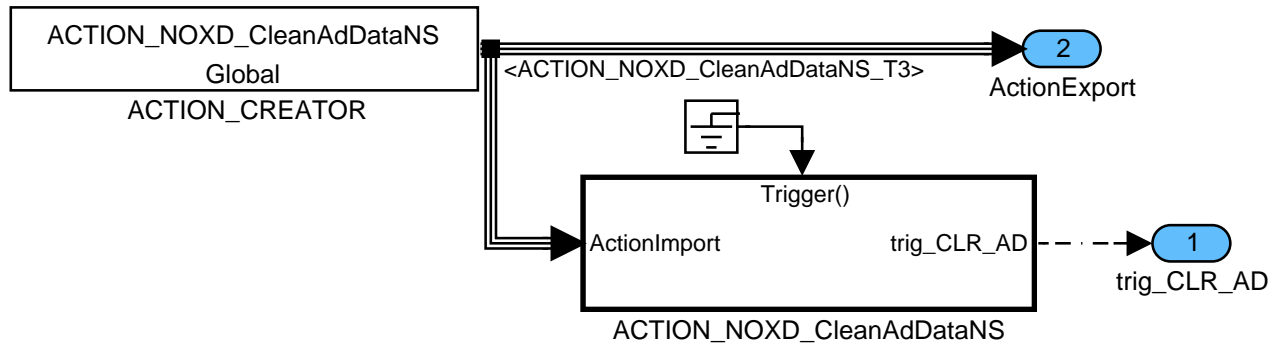 ACTION_NOXD_CleanAdDataNS
Global
ACTION_CREATOR
<ACTION_NOXD_CleanAdDataNS_T3>
2
ActionExport
Trigger()
ActionImport
trig_CLR_AD
1
trig_CLR_AD
ACTION_NOXD_CleanAdDataNS